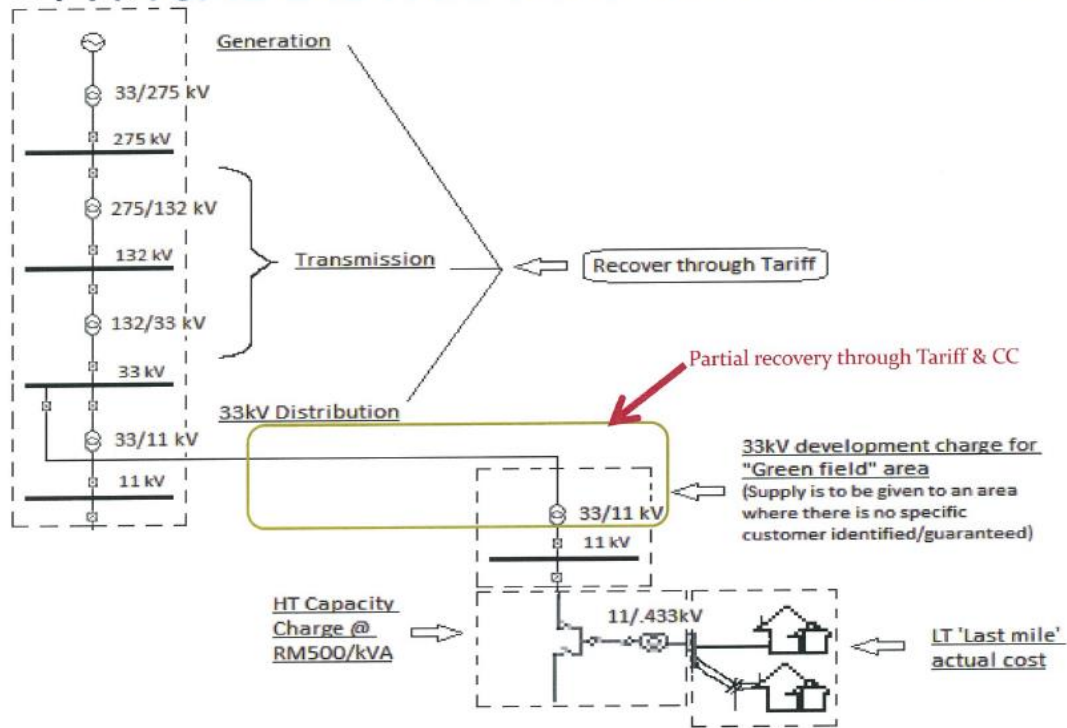 Generation
33/275 kV
275 kV
275/132 kV
132 kV
Transmission
Recover through Tariff
132/33 kV
33 kV
Partial recovery through Tariff & CC
33kV Distribution
33/11 kV
11 kV
33kV development charge for
"Green field" area
(Supply is to be given to an area
where there is no specific
customer identified/guaranteed)
33/11 kV
11 kV
HT Capacity
Charge @
RM500/kVA
11/.433kV
LT 'Last mile'
actual cost